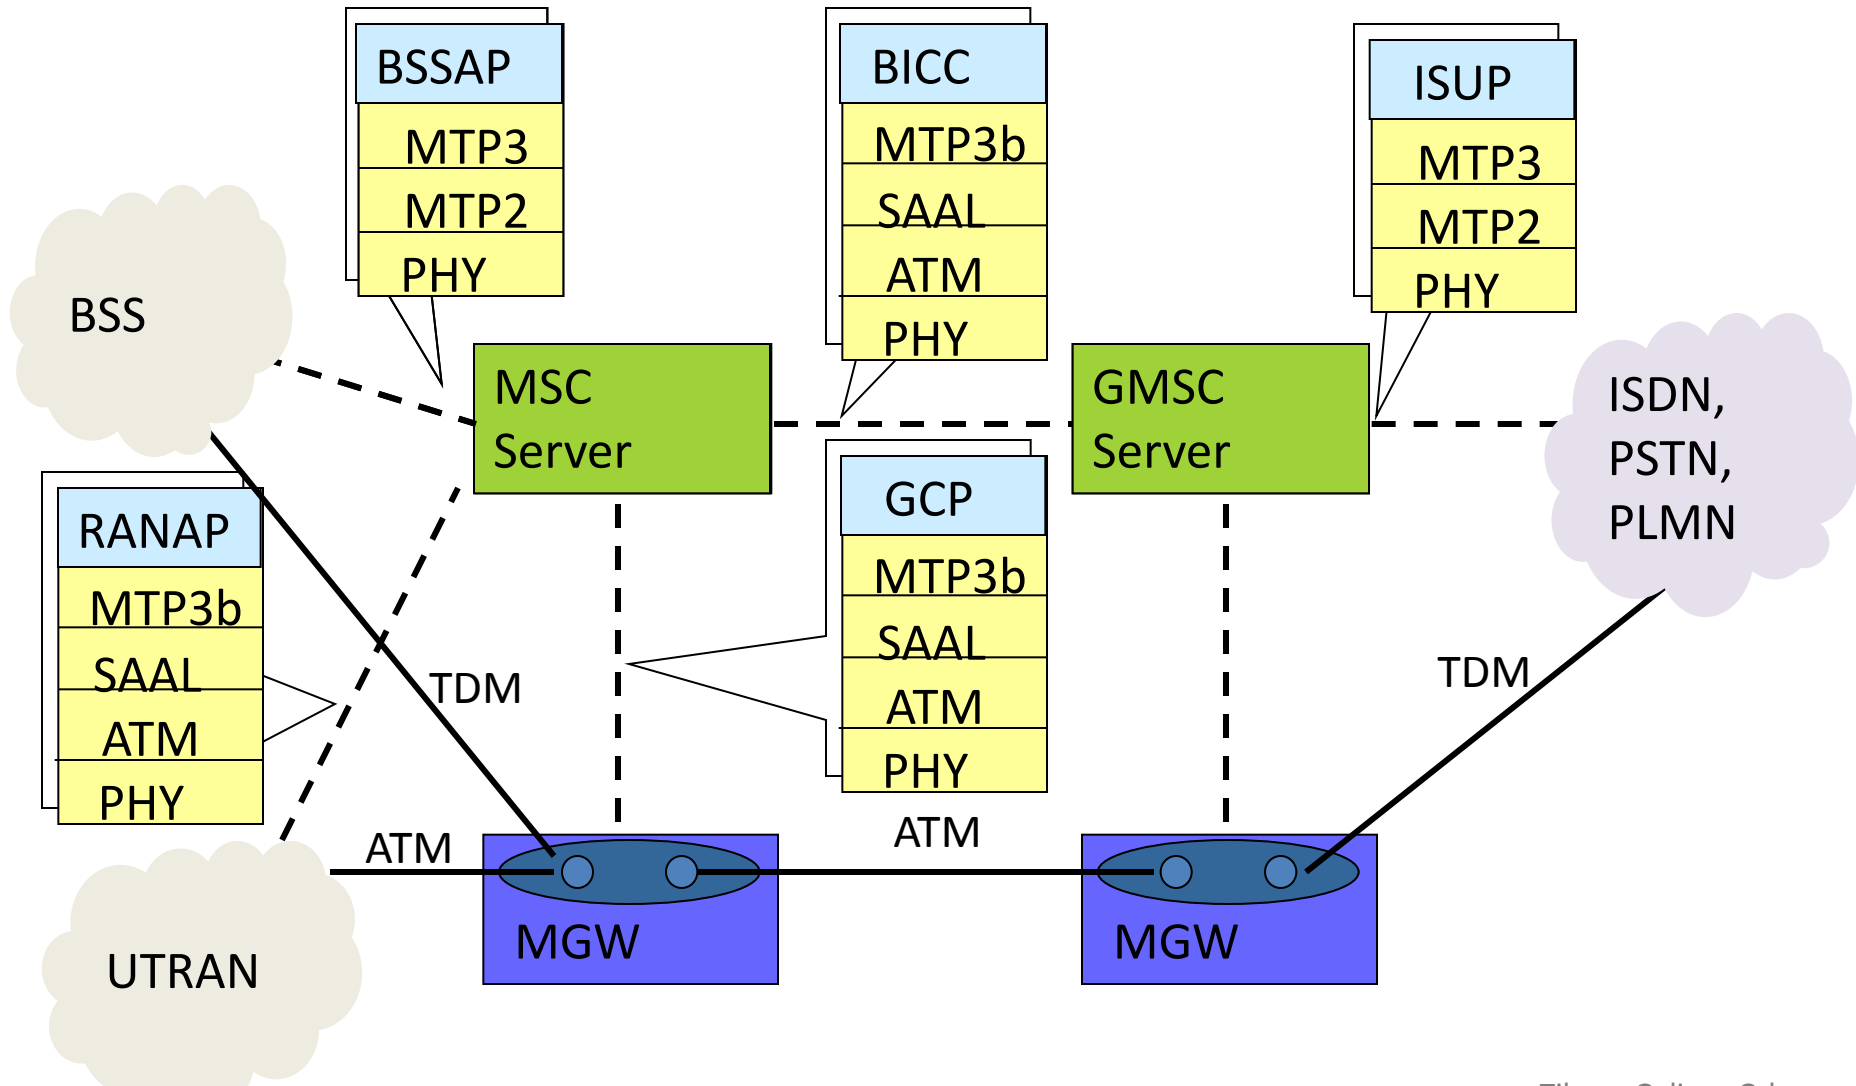 BSSAP
MTP3
MTP2
PHY
BICC
MTP3b
SAAL
ATM
PHY
ISUP
MTP3
MTP2
PHY
BSS
MSC
Server
GMSC
Server
ISDN,
PSTN,
PLMN
RANAP
MTP3b
SAAL
ATM
PHY
GCP
MTP3b
SAAL
ATM
PHY
TDM
TDM
ATM
ATM
MGW
MGW
UTRAN